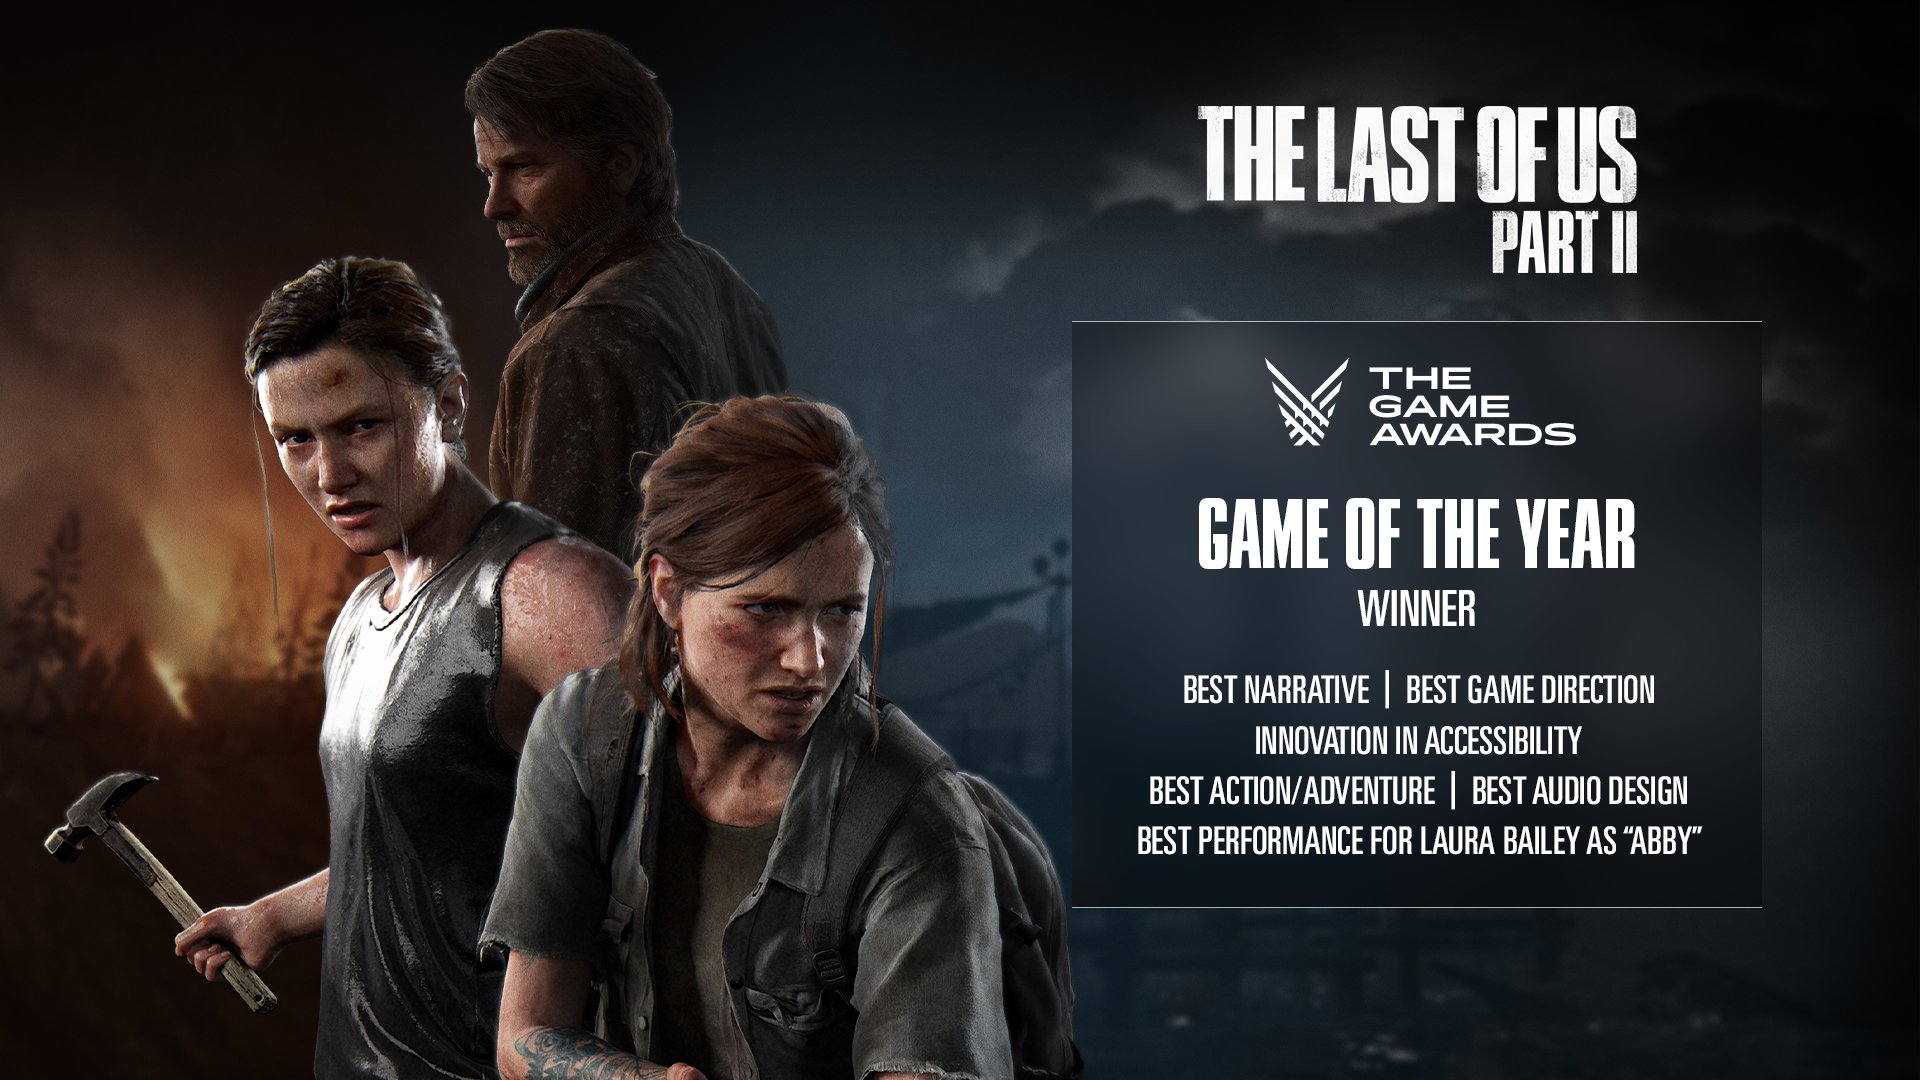 THE LAST OF US
PART II
THE
GAME
AWARDS
GAME OF THE YEAR
WINNER
BEST NARRATIVE | BEST GAME DIRECTION
INNOVATION IN ACCESSIBILITY
BEST ACTION/ADVENTURE | BEST AUDIO DESIGN
BEST PERFORMANCE FOR LAURA BAILEY AS “ABBY”